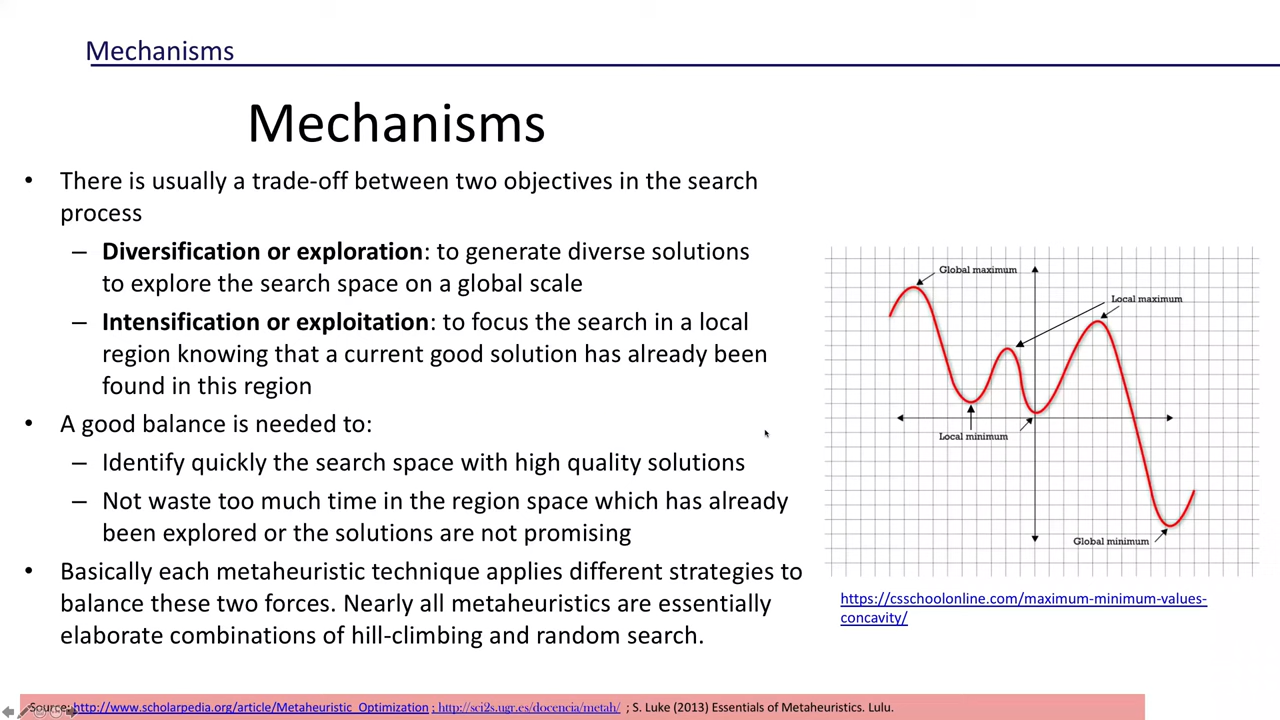 Mechanisms
Mechanisms
• There is usually a trade-off between two objectives in the search
process
– Diversification or exploration: to generate diverse solutions
to explore the search space on a global scale
– Intensification or exploitation: to focus the search in a local
region knowing that a current good solution has already been
found in this region
• A good balance is needed to:
– Identify quickly the search space with high quality solutions
– Not waste too much time in the region space which has already
been explored or the solutions are not promising
• Basically each metaheuristic technique applies different strategies to
balance these two forces. Nearly all metaheuristics are essentially
elaborate combinations of hill-climbing and random search.
Global maximum
Local maximum
Local minimum
Global minimum
https://csschoolonline.com/maximum-minimum-values-
concavity/
Source: http://www.scholarpedia.org/article/Metaheuristic_Optimization ; http://sci2s.ugr.es/docencia/metah/ ; S. Luke (2013) Essentials of Metaheuristics. Lulu.